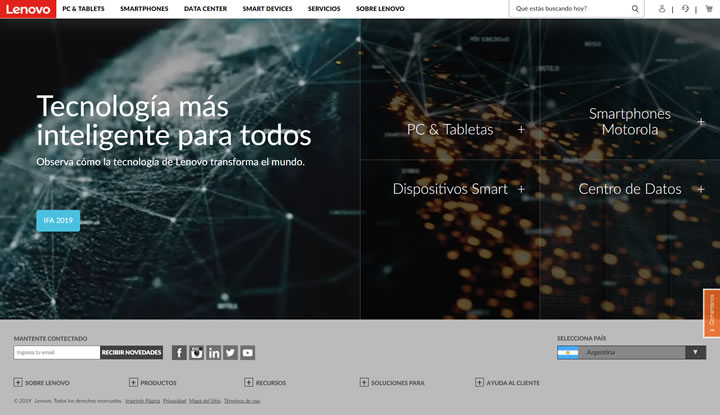 Lenovo
PC & TABLETS SMARTPHONES DATA CENTER SMART DEVICES SERVICIOS SOBRE LENOVO
Qué estás buscando hoy?
Tecnología más
inteligente para todos
Observa cómo la tecnología de Lenovo transforma el mundo.
IFA 2019
PC & Tabletas +
Smartphones
Motorola +
Dispositivos Smart +
Centro de Datos +
Comentarios
MANTENTE CONTECTADO
Ingresa tu email
RECIBIR NOVEDADES
SELECCIONA PAÍS
Argentina
SOBRE LENOVO
PRODUCTOS
RECURSOS
SOLUCIONES PARA
AYUDA AL CLIENTE
© 2019 Lenovo. Todos los derechos reservados. Imprimir Página Privacidad Mapa del Sitio Términos de uso